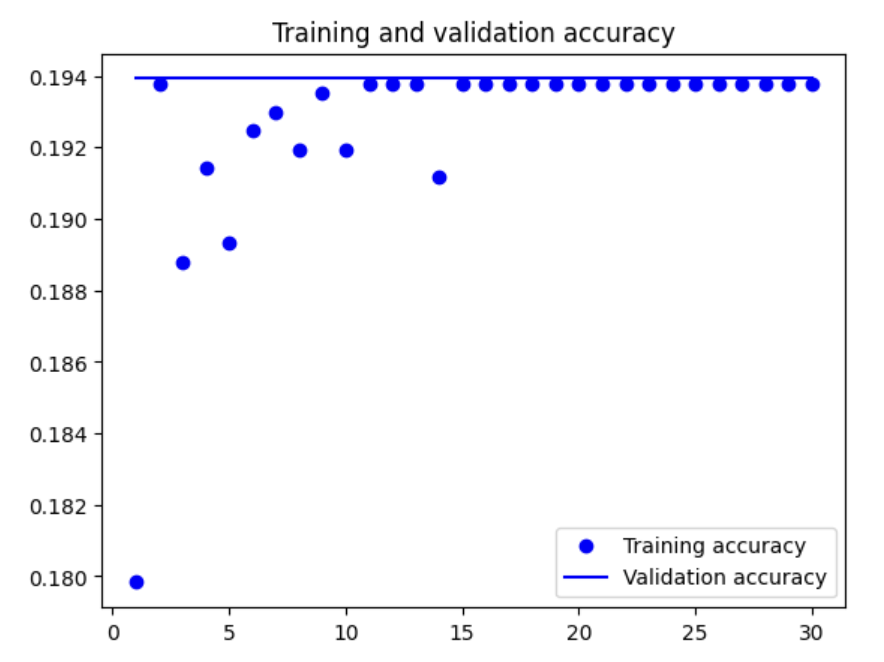 Training and validation accuracy
0.194
0.192
0.190
0.188
0.186
0.184
0.182
0.180
Training accuracy
Validation accuracy
0 5 10 15 20 25 30